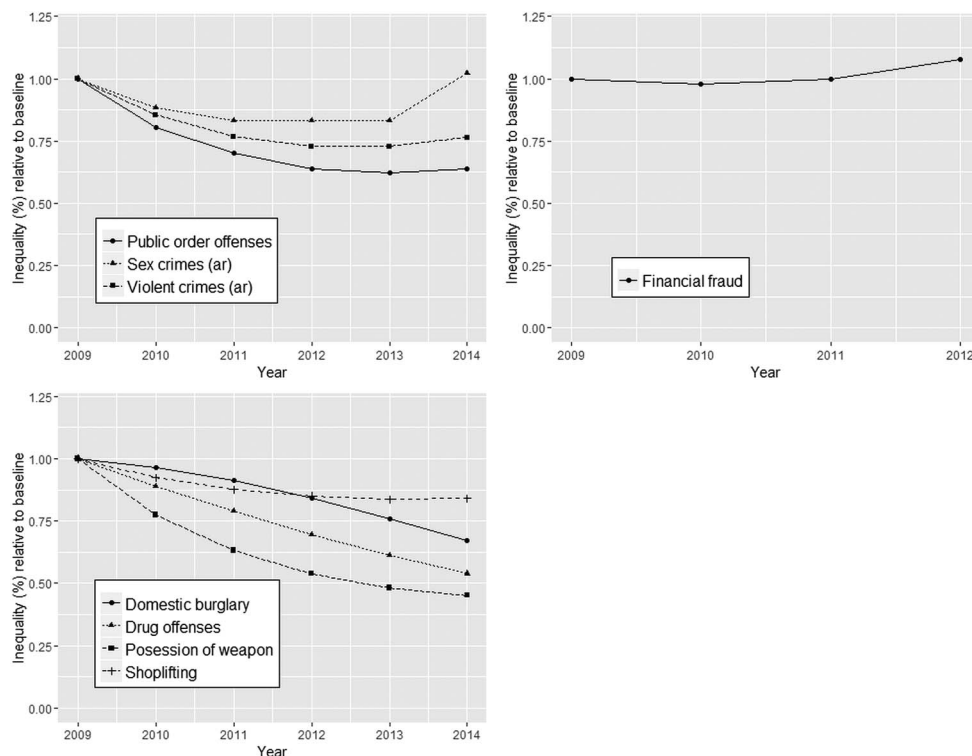 Inequality (%) relative to baseline
1.25
1.00
0.75
0.50
0.25
0.00
Public order offenses
Sex crimes (ar)
Violent crimes (ar)
2009 2010 2011 2012 2013 2014
Year
Inequality (%) relative to baseline
1.25
1.00
0.75
0.50
0.25
0.00
Financial fraud
2009 2010 2011 2012
Year
Inequality (%) relative to baseline
1.25
1.00
0.75
0.50
0.25
0.00
Domestic burglary
Drug offenses
Posession of weapon
Shoplifting
2009 2010 2011 2012 2013 2014
Year